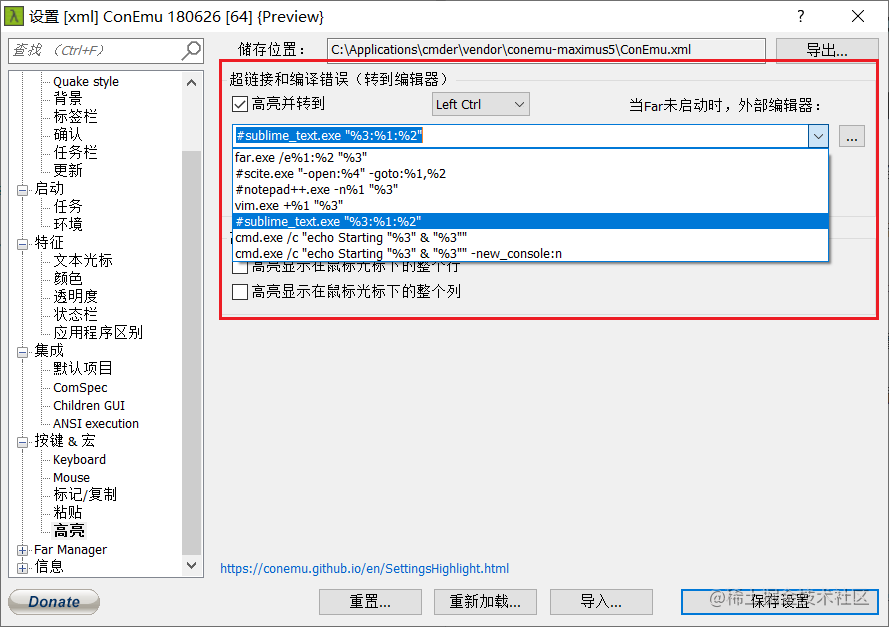 设置 [xml] ConEmu 180626 [64] {Preview}
查找 (Ctrl+F)
储存位置：
C:\Applications\cmder\vendor\conemu-maximus5\ConEmu.xml
导出...
Quake style
背景
标签栏
确认
任务栏
更新
启动
任务
环境
特征
文本光标
颜色
透明度
状态栏
应用程序区别
集成
默认项目
ComSpec
Children GUI
ANSI execution
按键 & 宏
Keyboard
Mouse
标记/复制
粘贴
高亮
Far Manager
信息
超链接和编译错误（转到编辑器）
高亮并转到
Left Ctrl
当Far未启动时，外部编辑器：
#sublime_text.exe "%3:%1:%2"
...
far.exe /e%1:%2 "%3"
#scite.exe "-open:%4" -goto:%1,%2
#notepad++.exe -n%1 "%3"
vim.exe +%1 "%3"
#sublime_text.exe "%3:%1:%2"
cmd.exe /c "echo Starting "%3" & "%3""
cmd.exe /c "echo Starting "%3" & "%3"" -new_console:n
高亮显示在鼠标光标下的整个行
高亮显示在鼠标光标下的整个列
https://conemu.github.io/en/SettingsHighlight.html
Donate
重置...
重新加载...
导入...
保存设置
@稀土掘金技术社区